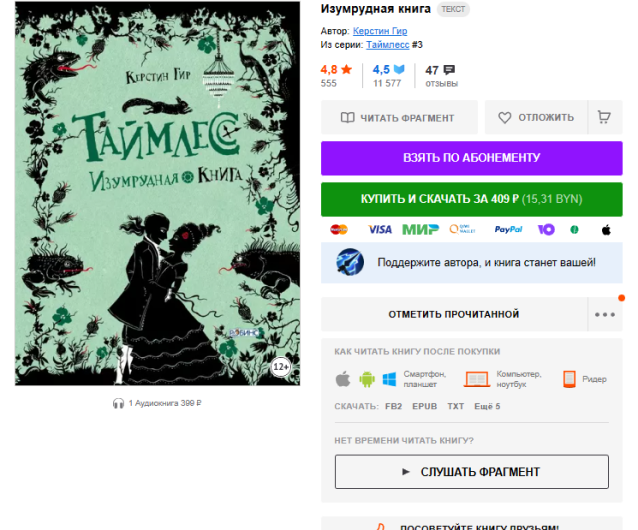 Керстин Гир
Таймлесс
Изумрудная Книга
РОБИНС
12+
1 Аудиокнига 399 ₽
Изумрудная книга ТЕКСТ
Автор: Керстин Гир
Из серии: Таймлесс #3
4,8 4,5 47
555 11 577 отзывы
ЧИТАТЬ ФРАГМЕНТ ОТЛОЖИТЬ
ВЗЯТЬ ПО АБОНЕМЕНТУ
КУПИТЬ И СКАЧАТЬ ЗА 409 ₽ (15,31 BYN)
VISA МИР PayPal
Поддержите автора, и книга станет вашей!
ОТМЕТИТЬ ПРОЧИТАННОЙ
КАК ЧИТАТЬ КНИГУ ПОСЛЕ ПОКУПКИ
Смартфон, планшет
Компьютер, ноутбук
Ридер
СКАЧАТЬ: FB2 EPUB TXT Ещё 5
НЕТ ВРЕМЕНИ ЧИТАТЬ КНИГУ?
СЛУШАТЬ ФРАГМЕНТ
ПОСОВЕТУЙТЕ КНИГУ ДРУЗЬЯМ!